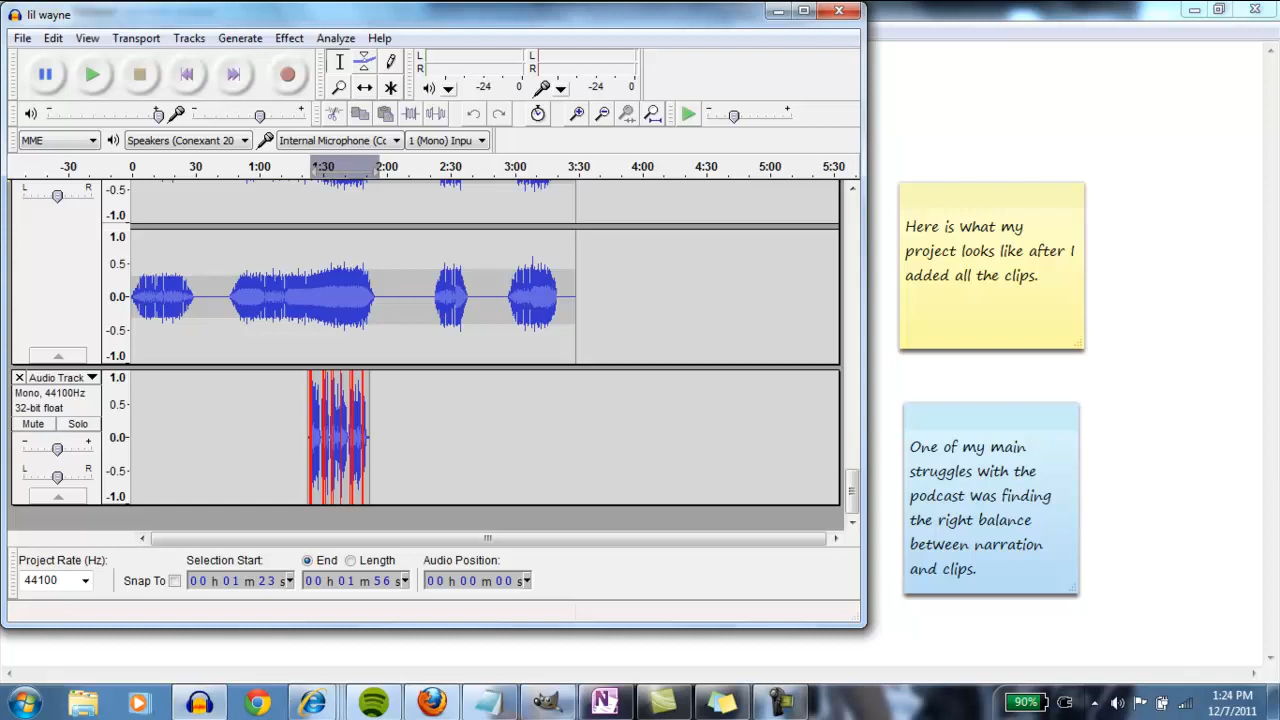 lil wayne
File Edit View Transport Tracks Generate Effect Analyze Help
L L
R R
-24 0 -24 0
MME Speakers (Conexant 20 Internal Microphone (Cc 1 (Mono) Inpu
-30 0 30 1:00 1:30 2:00 2:30 3:00 3:30 4:00 4:30 5:00 5:30
L R
-0.5
-1.0
1.0
0.5
0.0
-0.5
-1.0
Audio Track
Mono, 44100Hz
32-bit float
Mute Solo
- +
L R
1.0
0.5
0.0
-0.5
-1.0
Project Rate (Hz): Selection Start: End Length Audio Position:
44100 Snap To 00 h 01 m 23 s 00 h 01 m 56 s 00 h 00 m 00 s
Here is what my
project looks like after I
added all the clips.
One of my main
struggles with the
podcast was finding
the right balance
between narration
and clips.
90%
1:24 PM
12/7/2011